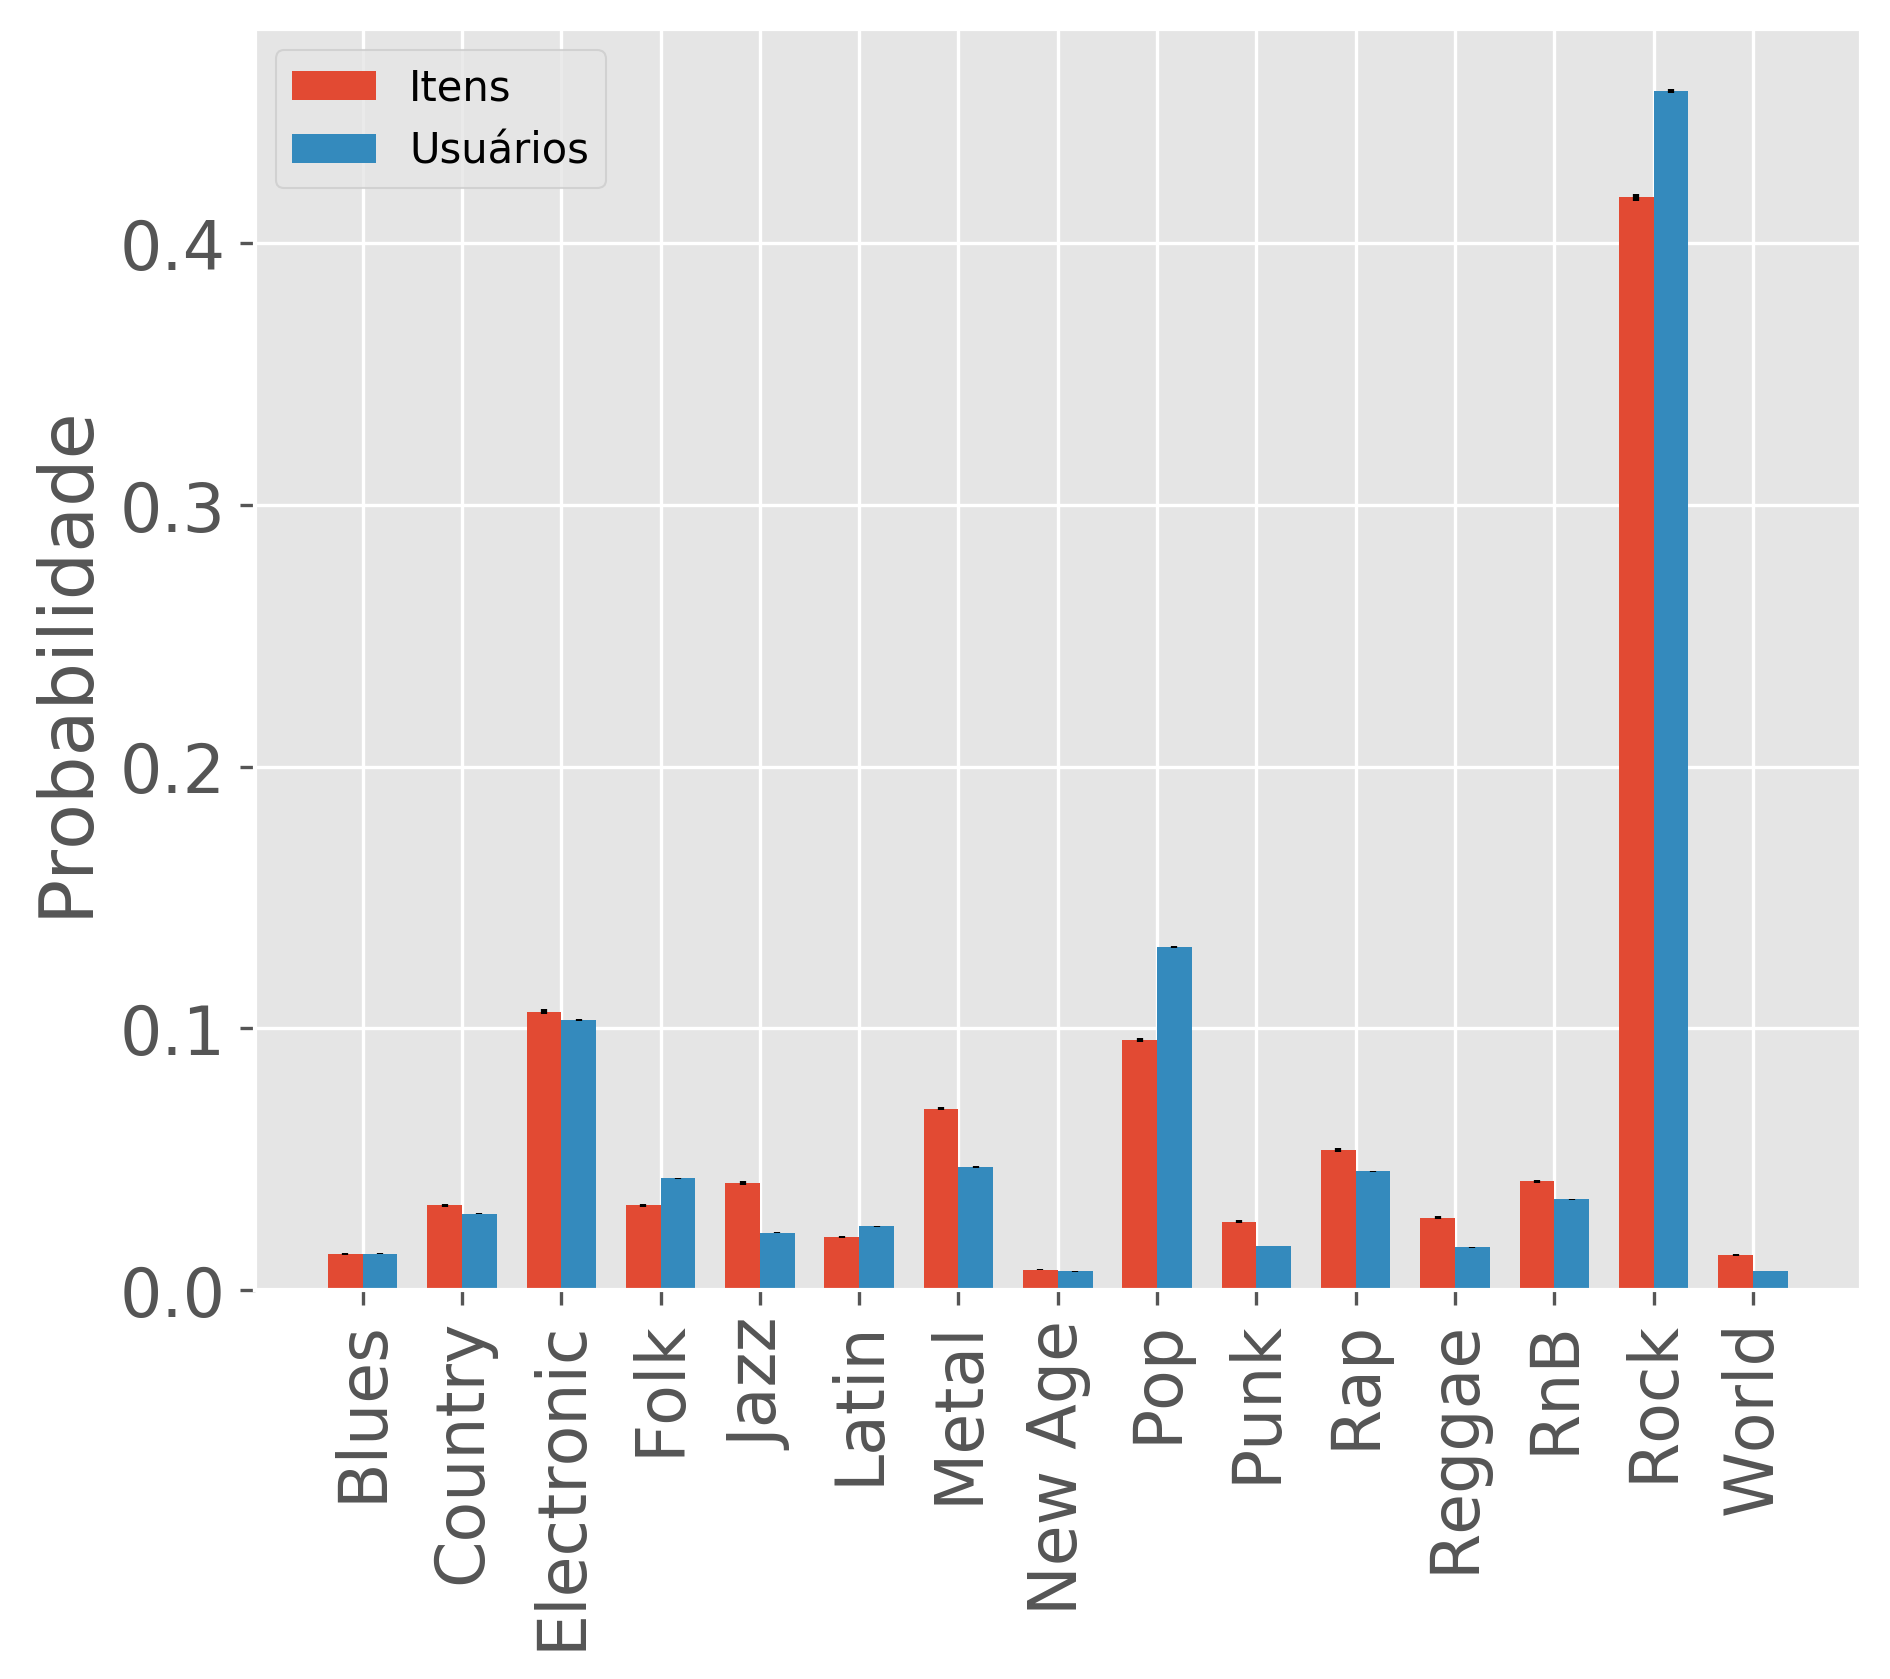 Itens
Usuários
Probabilidade
0.4
0.3
0.2
0.1
0.0
Blues
Country
Electronic
Folk
Jazz
Latin
Metal
New Age
Pop
Punk
Rap
Reggae
RnB
Rock
World